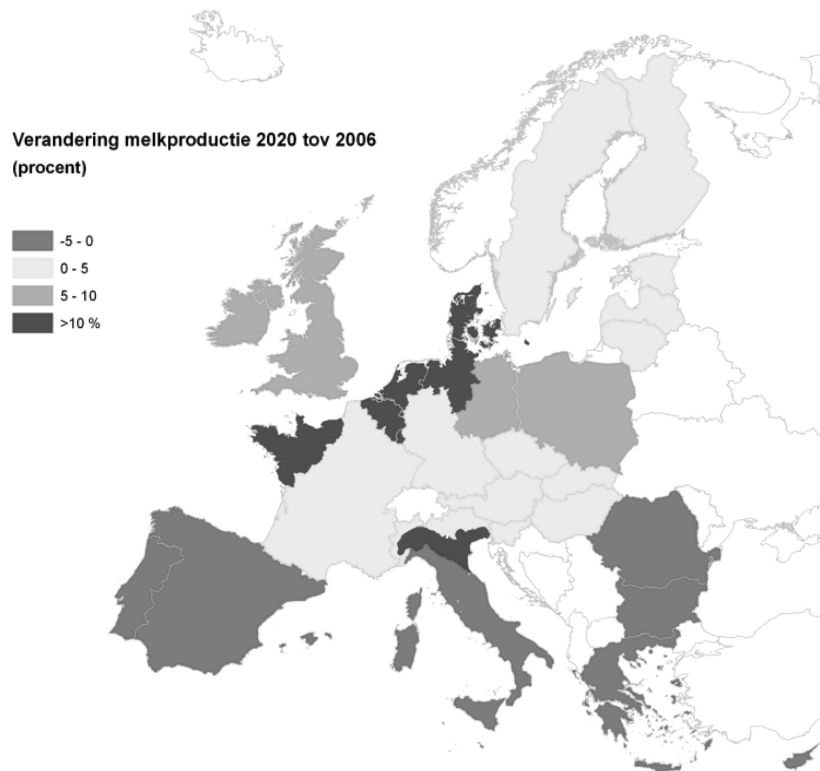 Verandering melkproductie 2020 tov 2006
(procent)
-5 - 0
0 - 5
5 - 10
>10 %